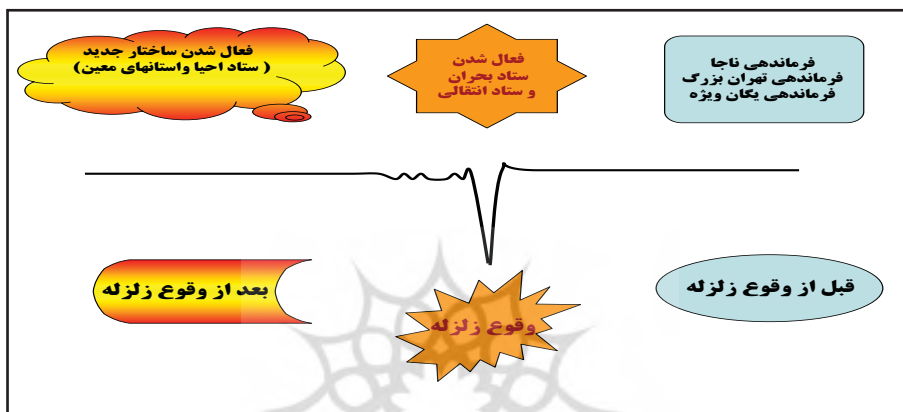 فرماندهی ناجا
فرماندهی تهران بزرگ
فرماندهی یگان ویژه
فعال شدن
ستاد بحران
و ستاد انتقالی
فعال شدن ساختار جدید
( ستاد احیا واستانهای معین)
قبل از وقوع زلزله
وقوع زلزله
بعد از وقوع زلزله